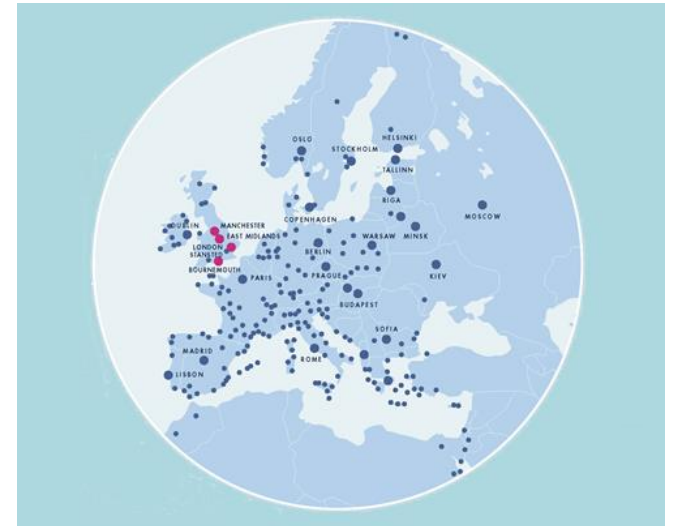 OSLO
HELSINKI
STOCKHOLM
TALLINN
RIGA
COPENHAGEN
MOSCOW
DUBLIN
MANCHESTER
EAST MIDLANDS
MINSK
WARSAW
LONDON
STANSTED
BERLIN
BOURNEMOUTH
PARIS
PRAGUE
KIEV
BUDAPEST
SOFIA
MADRID
ROME
LISBON